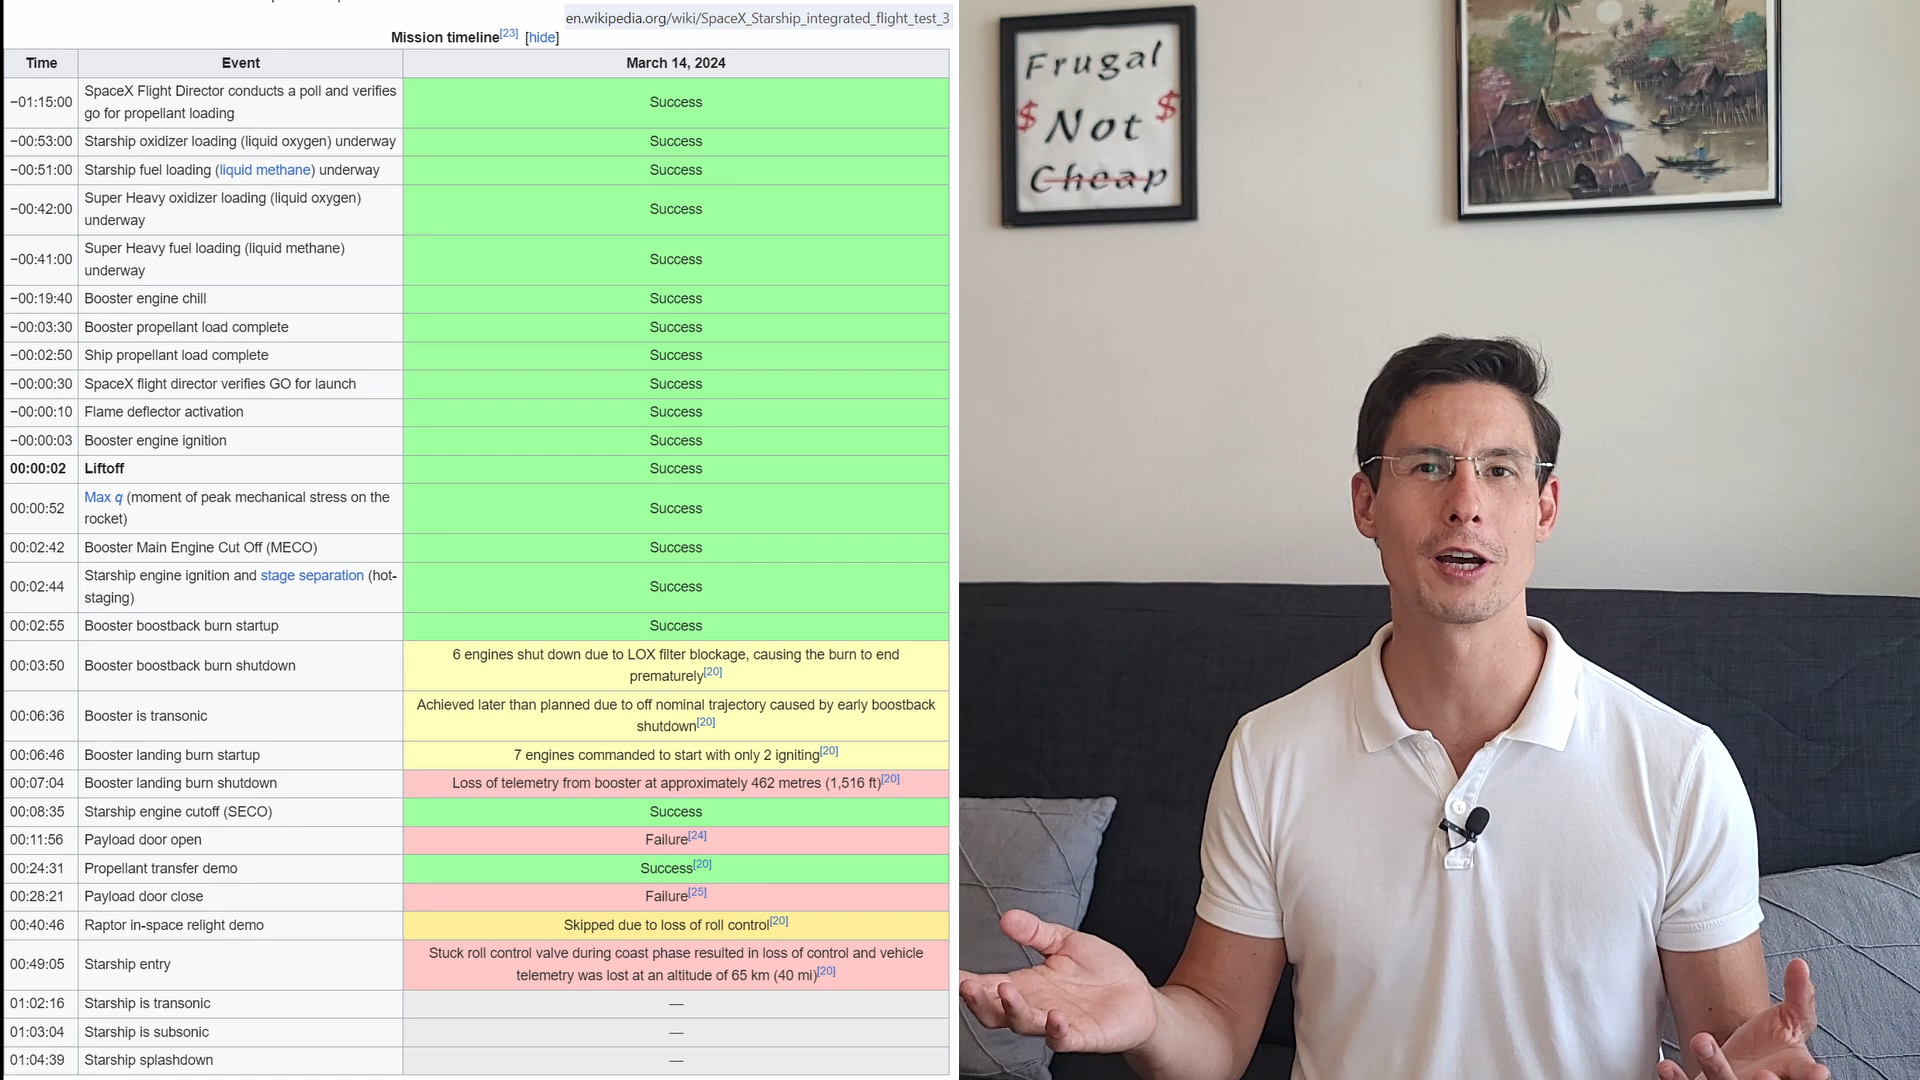 en.wikipedia.org/wiki/SpaceX_Starship_integrated_flight_test_3
Mission timeline[23] [hide]
Time Event March 14, 2024
−01:15:00 SpaceX Flight Director conducts a poll and verifies
go for propellant loading Success
−00:53:00 Starship oxidizer loading (liquid oxygen) underway Success
−00:51:00 Starship fuel loading (liquid methane) underway Success
−00:42:00 Super Heavy oxidizer loading (liquid oxygen)
underway Success
−00:41:00 Super Heavy fuel loading (liquid methane)
underway Success
−00:19:40 Booster engine chill Success
−00:03:30 Booster propellant load complete Success
−00:02:50 Ship propellant load complete Success
−00:00:30 SpaceX flight director verifies GO for launch Success
−00:00:10 Flame deflector activation Success
−00:00:03 Booster engine ignition Success
00:00:02 Liftoff Success
00:00:52 Max q (moment of peak mechanical stress on the
rocket) Success
00:02:42 Booster Main Engine Cut Off (MECO) Success
00:02:44 Starship engine ignition and stage separation (hot-
staging) Success
00:02:55 Booster boostback burn startup Success
00:03:50 Booster boostback burn shutdown 6 engines shut down due to LOX filter blockage, causing the burn to end
prematurely[20]
00:06:36 Booster is transonic Achieved later than planned due to off nominal trajectory caused by early boostback
shutdown[20]
00:06:46 Booster landing burn startup 7 engines commanded to start with only 2 igniting[20]
00:07:04 Booster landing burn shutdown Loss of telemetry from booster at approximately 462 metres (1,516 ft)[20]
00:08:35 Starship engine cutoff (SECO) Success
00:11:56 Payload door open Failure[24]
00:24:31 Propellant transfer demo Success[20]
00:28:21 Payload door close Failure[25]
00:40:46 Raptor in-space relight demo Skipped due to loss of roll control[20]
00:49:05 Starship entry Stuck roll control valve during coast phase resulted in loss of control and vehicle
telemetry was lost at an altitude of 65 km (40 mi)[20]
01:02:16 Starship is transonic —
01:03:04 Starship is subsonic —
01:04:39 Starship splashdown —
Frugal
$ Not $
Cheap